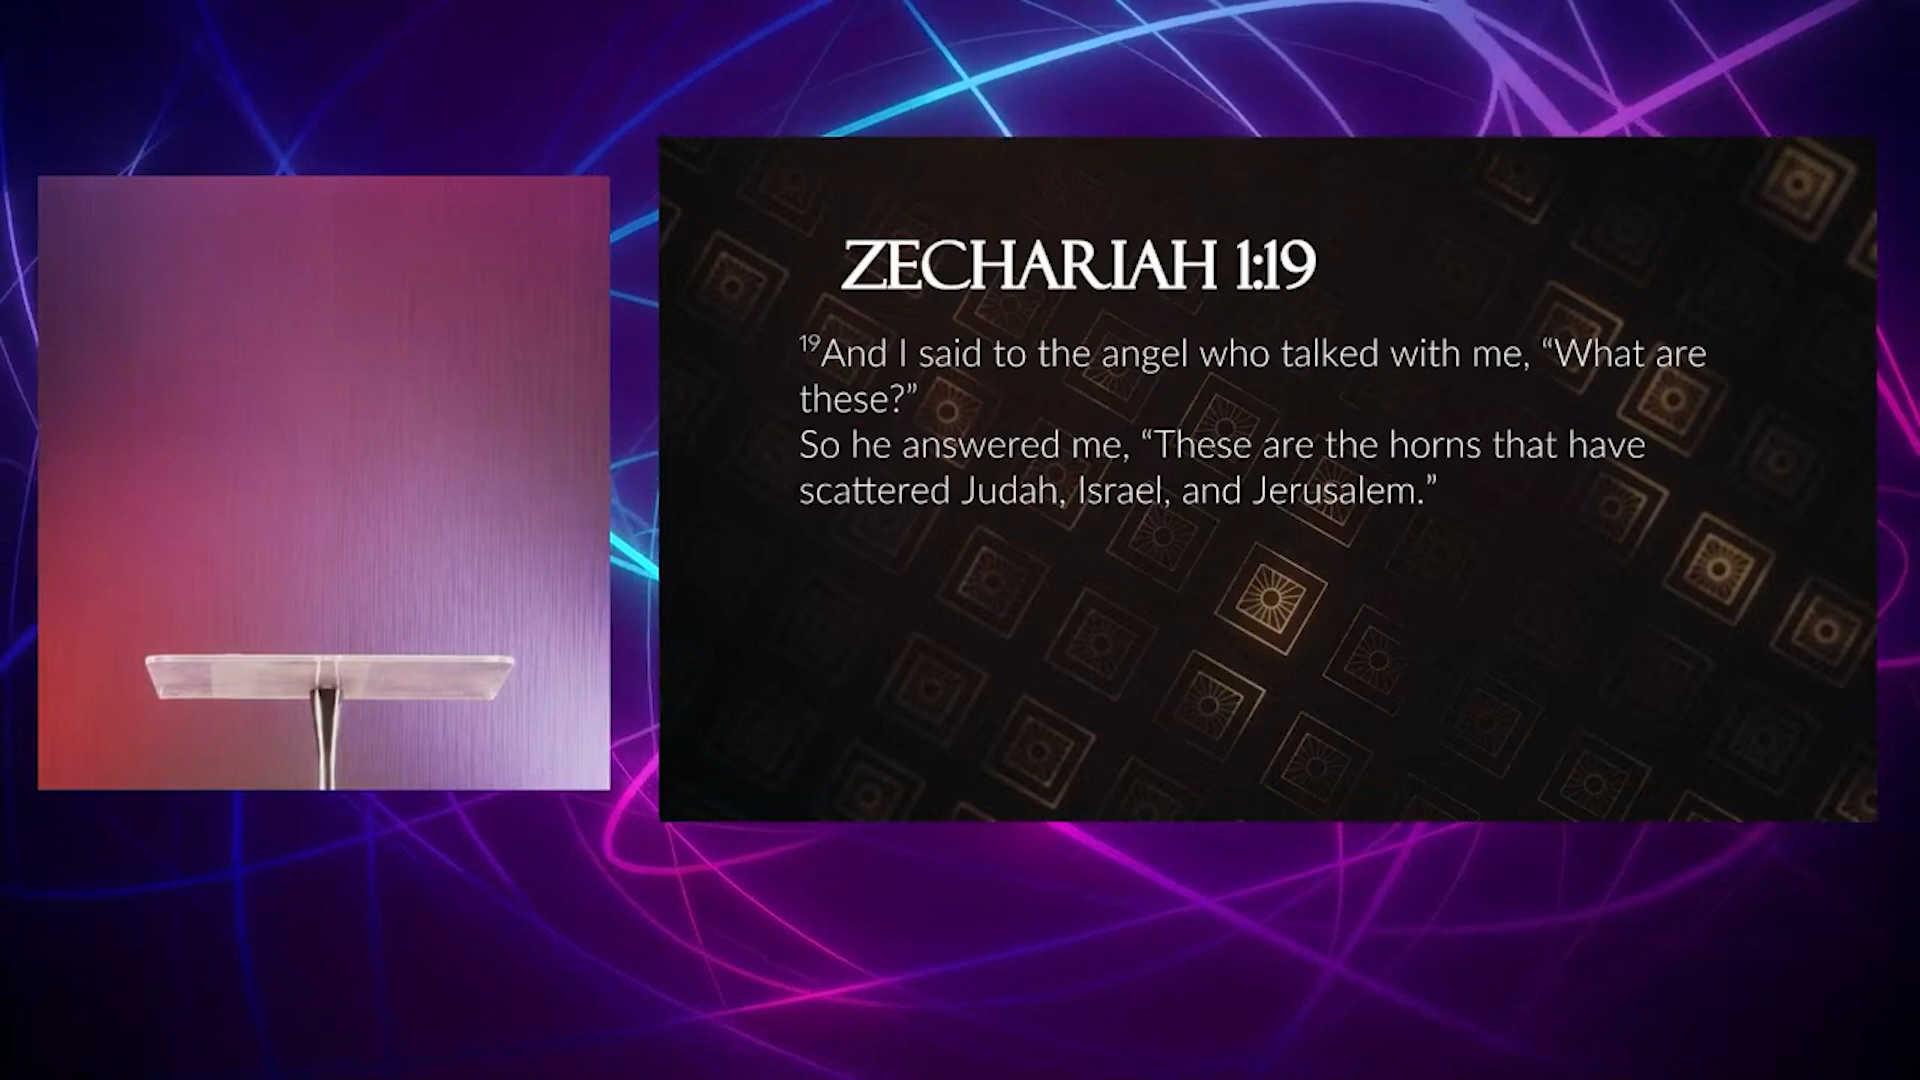 ZECHARIAH 1:19
19And I said to the angel who talked with me, “What are
these?”
So he answered me, “These are the horns that have
scattered Judah, Israel, and Jerusalem.”